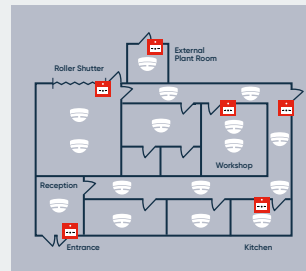 External
Plant Room
Roller Shutter
Workshop
Reception
Entrance
Kitchen